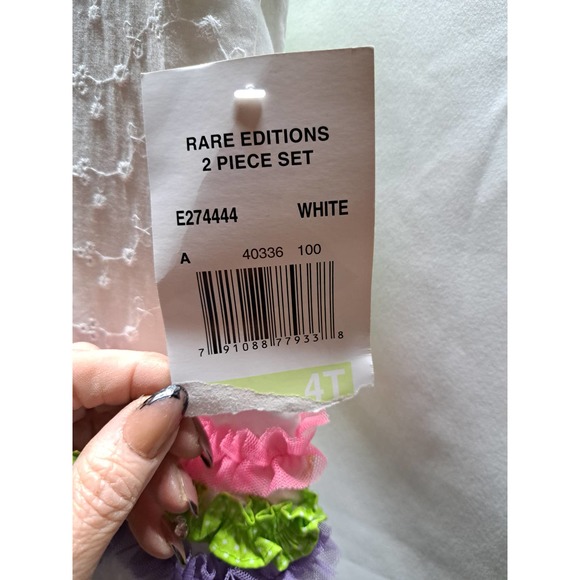 RARE EDITIONS
2 PIECE SET
E274444 WHITE
A 40336 100
7 91088 77933 8
4T